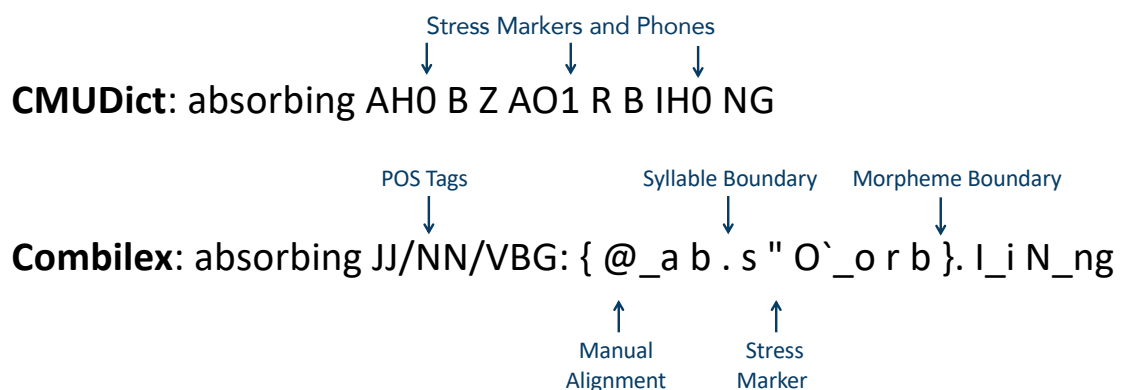 Stress Markers and Phones
CMUDict: absorbing AH0 B Z AO1 R B IH0 NG
POS Tags Syllable Boundary Morpheme Boundary
Combilex: absorbing JJ/NN/VBG: { @_a b . s " O`_o r b }. I_i N_ng
Manual Alignment Stress Marker